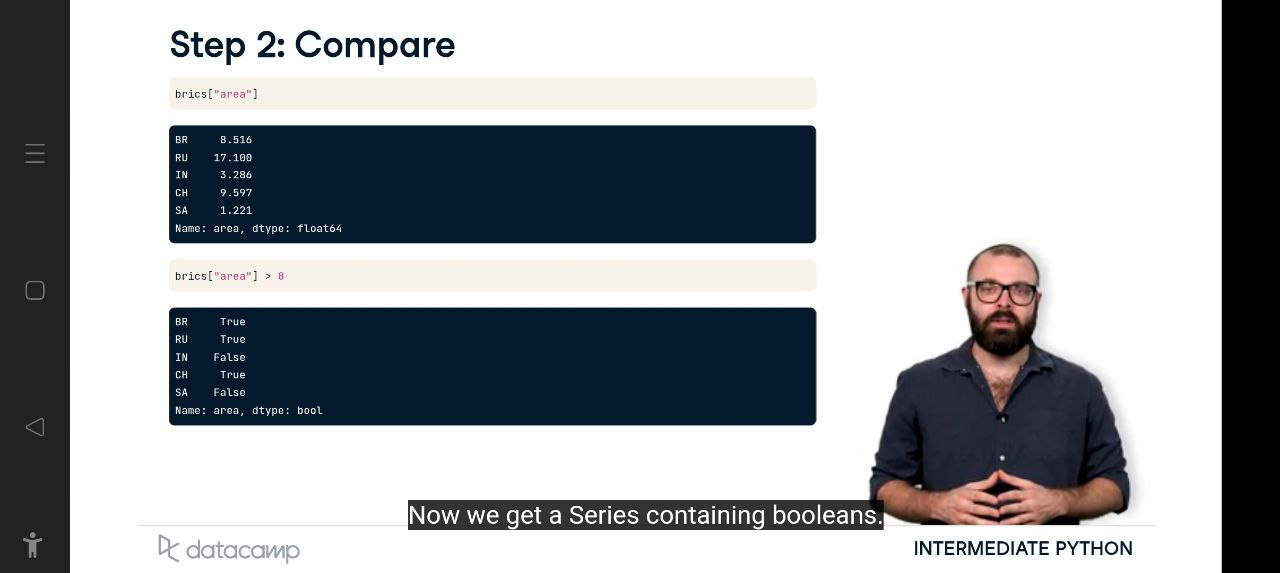 Step 2: Compare
brics["area"]
BR     8.516
RU    17.100
IN     3.286
CH     9.597
SA     1.221
Name: area, dtype: float64
brics["area"] > 8
BR     True
RU     True
IN    False
CH     True
SA    False
Name: area, dtype: bool
Now we get a Series containing booleans.
datacamp
INTERMEDIATE PYTHON